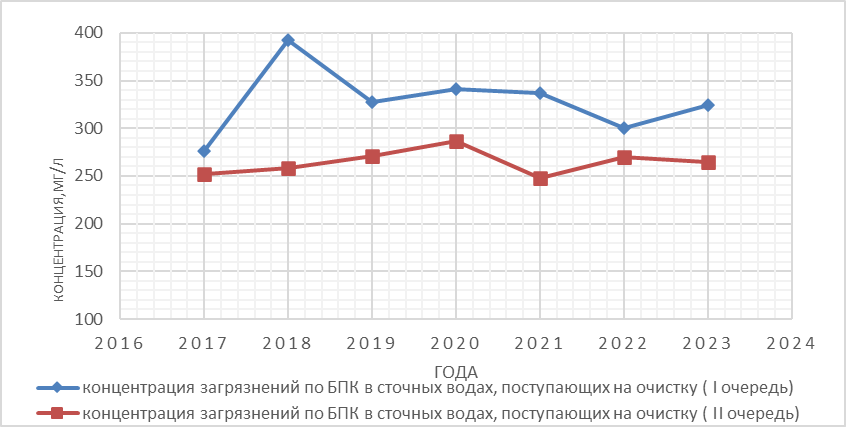 400
350
300
250
200
150
100
КОНЦЕНТРАЦИЯ,МГ/Л
2016 2017 2018 2019 2020 2021 2022 2023 2024
ГОДА
концентрация загрязнений по БПК в сточных водах, поступающих на очистку ( I очередь)
концентрация загрязнений по БПК в сточных водах, поступающих на очистку ( II очередь)